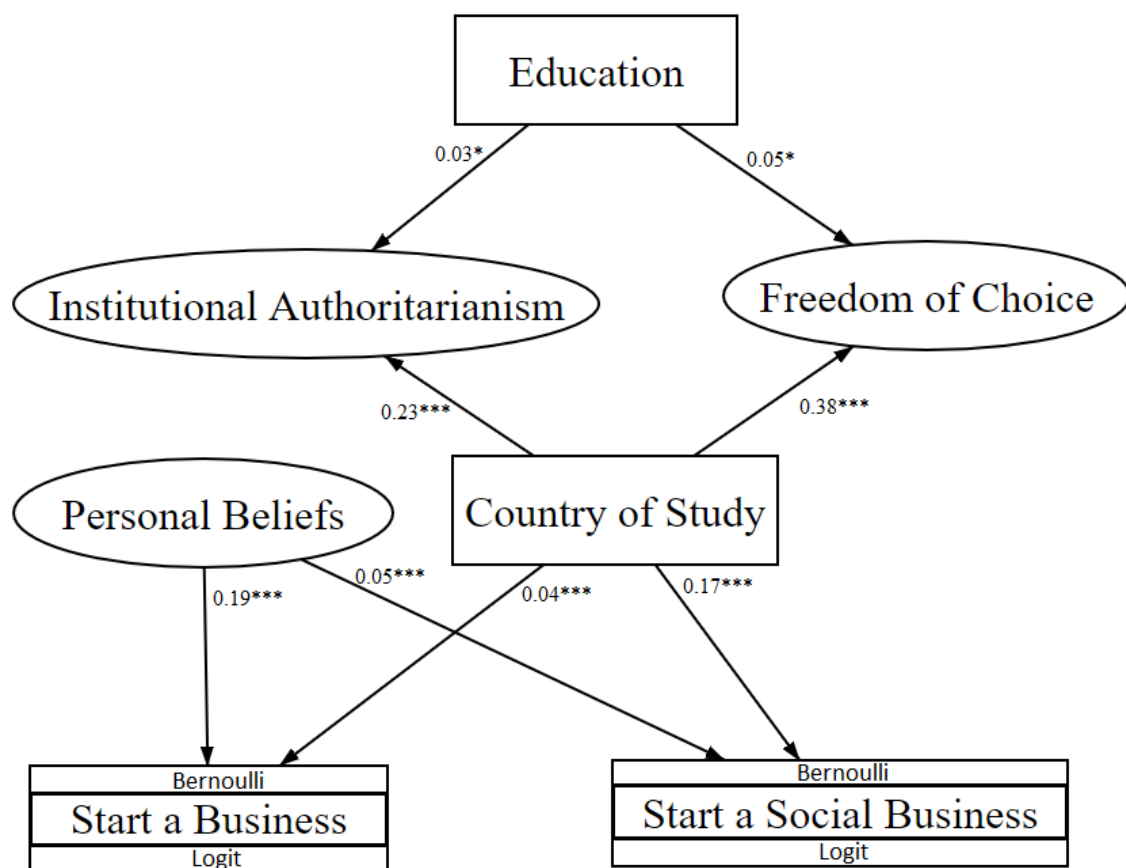 Education
0.03*
0.05*
Institutional Authoritarianism
Freedom of Choice
0.23***
0.38***
Personal Beliefs
Country of Study
0.19***
0.05***
0.04***
0.17***
Bernoulli
Start a Business
Logit
Bernoulli
Start a Social Business
Logit